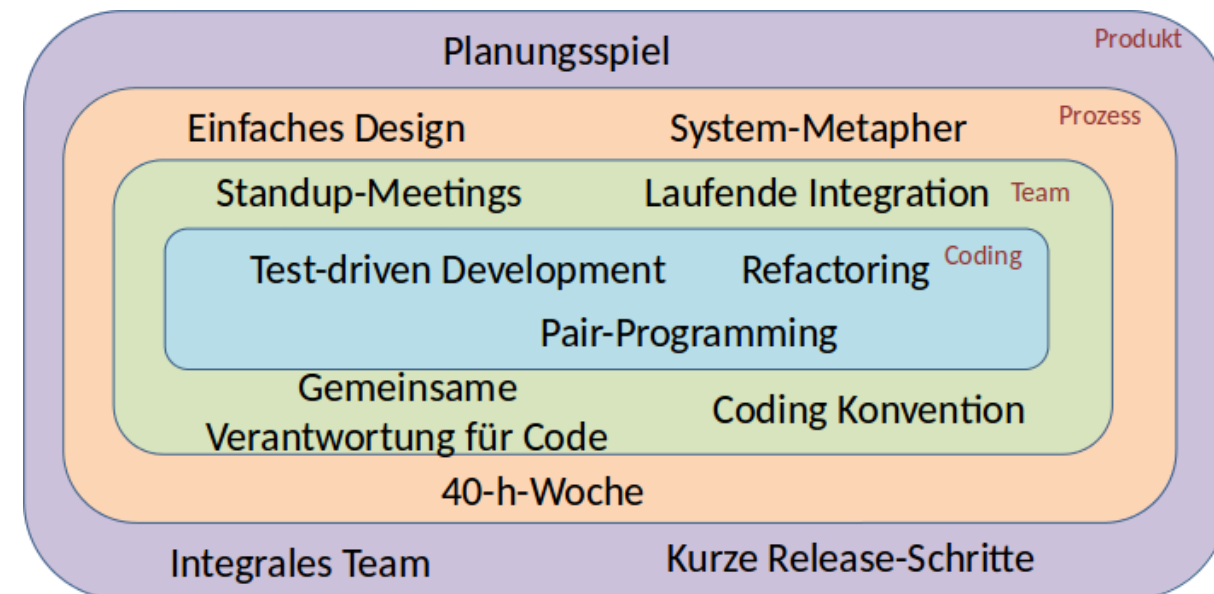 Planungsspiel
Produkt
Einfaches Design
System-Metapher
Prozess
Standup-Meetings
Laufende Integration
Team
Test-driven Development
Refactoring
Coding
Pair-Programming
Gemeinsame
Verantwortung für Code
Coding Konvention
40-h-Woche
Integrales Team
Kurze Release-Schritte